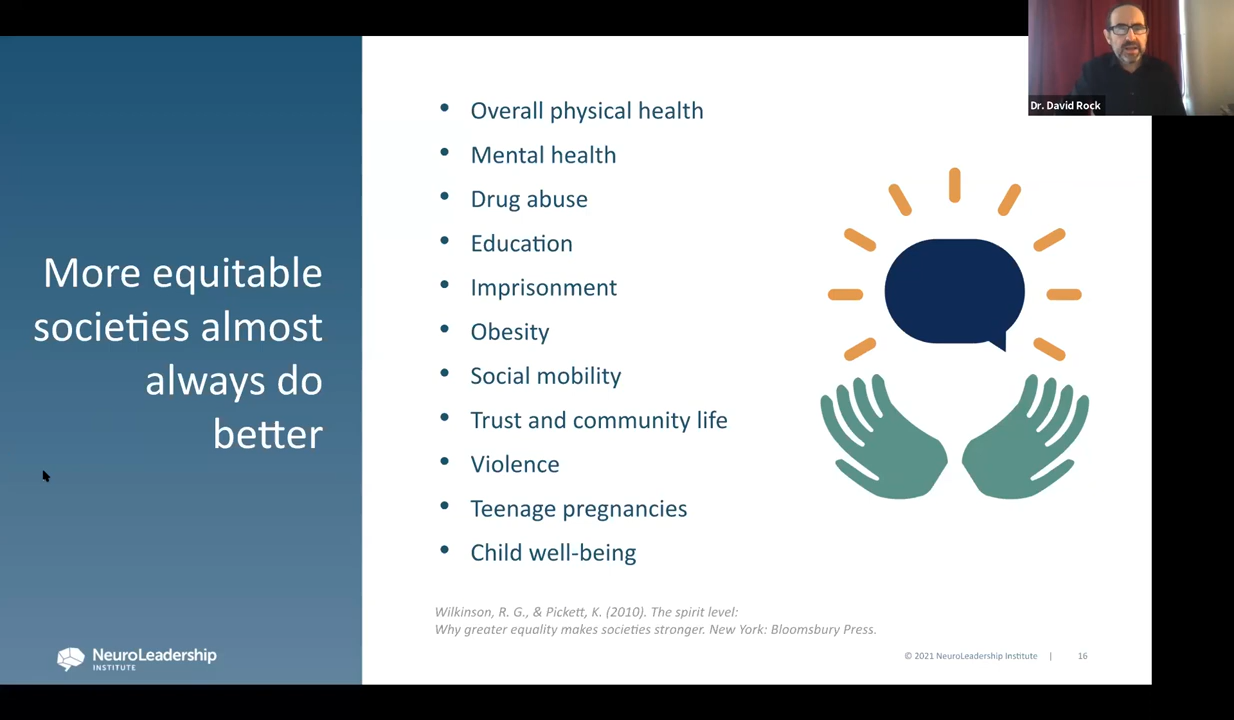 Dr. David Rock
More equitable
societies almost
always do
better
• Overall physical health
• Mental health
• Drug abuse
• Education
• Imprisonment
• Obesity
• Social mobility
• Trust and community life
• Violence
• Teenage pregnancies
• Child well-being
Wilkinson, R. G., & Pickett, K. (2010). The spirit level:
Why greater equality makes societies stronger. New York: Bloomsbury Press.
NeuroLeadership
INSTITUTE
© 2021 NeuroLeadership Institute | 16